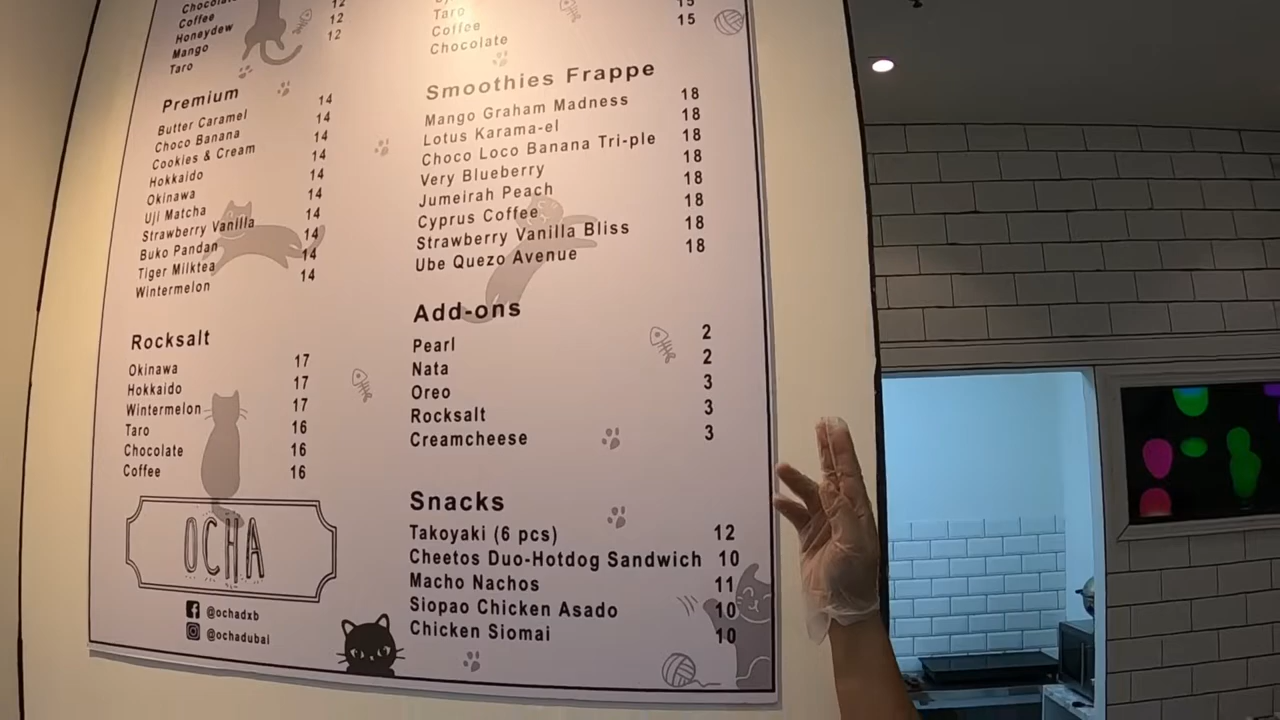 Chocolate
Coffee 12
Honeydew 12
Mango 12
Taro
Premium
Butter Caramel 14
Choco Banana 14
Cookies & Cream 14
Hokkaido 14
Okinawa 14
Uji Matcha 14
Strawberry Vanilla 14
Buko Pandan 14
Tiger Milktea 14
Wintermelon 14
Rocksalt
Okinawa 17
Hokkaido 17
Wintermelon 17
Taro 16
Chocolate 16
Coffee 16
OCHA
@ochadxb
@ochadubai
Taro 15
Coffee 15
Chocolate
Smoothies Frappe
Mango Graham Madness 18
Lotus Karama-el 18
Choco Loco Banana Tri-ple 18
Very Blueberry 18
Jumeirah Peach 18
Cyprus Coffee 18
Strawberry Vanilla Bliss 18
Ube Quezo Avenue 18
Add-ons
Pearl 2
Nata 2
Oreo 3
Rocksalt 3
Creamcheese 3
Snacks
Takoyaki (6 pcs) 12
Cheetos Duo-Hotdog Sandwich 10
Macho Nachos 11
Siopao Chicken Asado 10
Chicken Siomai 10